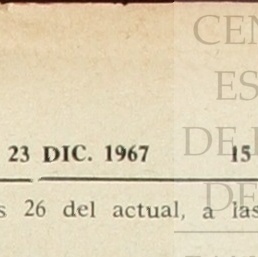 CEN
ES
23 DIC. 1967 15
DE
DE
s 26 del actual, a las